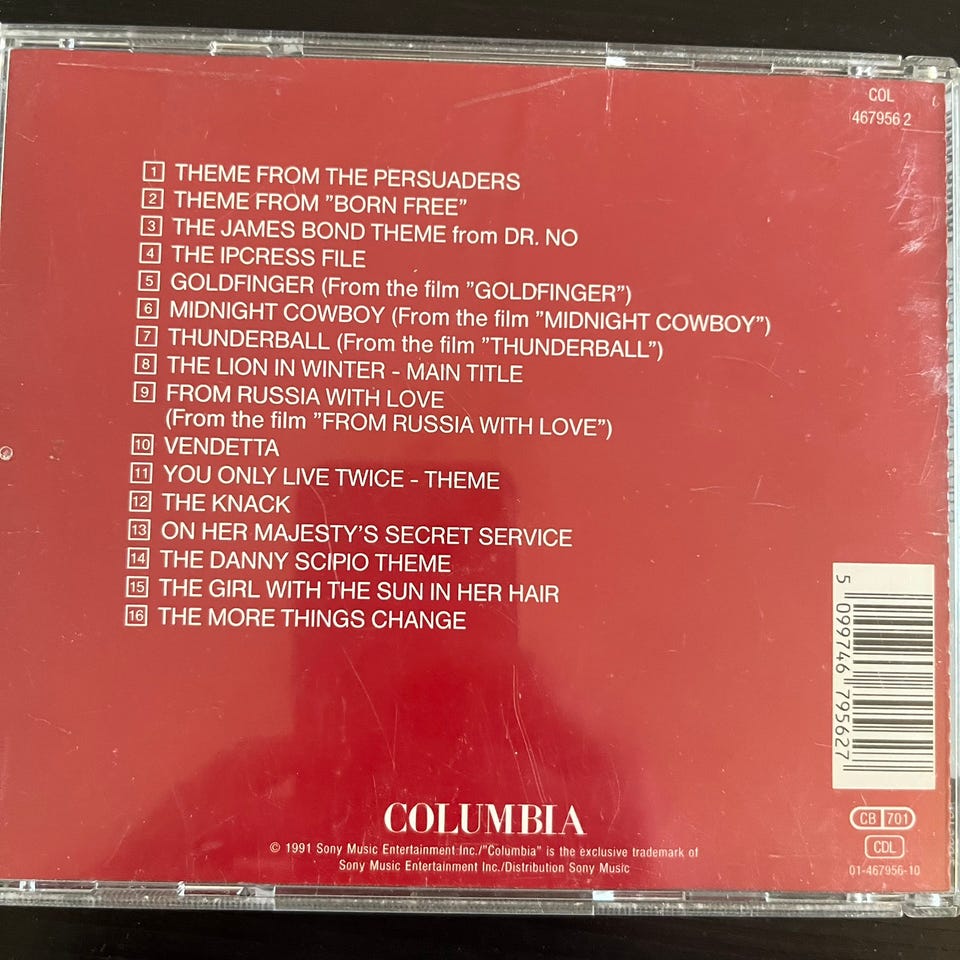 COL
467956 2
1 THEME FROM THE PERSUADERS
2 THEME FROM "BORN FREE"
3 THE JAMES BOND THEME from DR. NO
4 THE IPCRESS FILE
5 GOLDFINGER (From the film "GOLDFINGER")
6 MIDNIGHT COWBOY (From the film "MIDNIGHT COWBOY")
7 THUNDERBALL (From the film "THUNDERBALL")
8 THE LION IN WINTER - MAIN TITLE
9 FROM RUSSIA WITH LOVE
(From the film "FROM RUSSIA WITH LOVE")
10 VENDETTA
11 YOU ONLY LIVE TWICE - THEME
12 THE KNACK
13 ON HER MAJESTY'S SECRET SERVICE
14 THE DANNY SCIPIO THEME
15 THE GIRL WITH THE SUN IN HER HAIR
16 THE MORE THINGS CHANGE
5 099746 795627
COLUMBIA
© 1991 Sony Music Entertainment Inc./"Columbia" is the exclusive trademark of
Sony Music Entertainment Inc./Distribution Sony Music
CB 701
CDL
01-467956-10